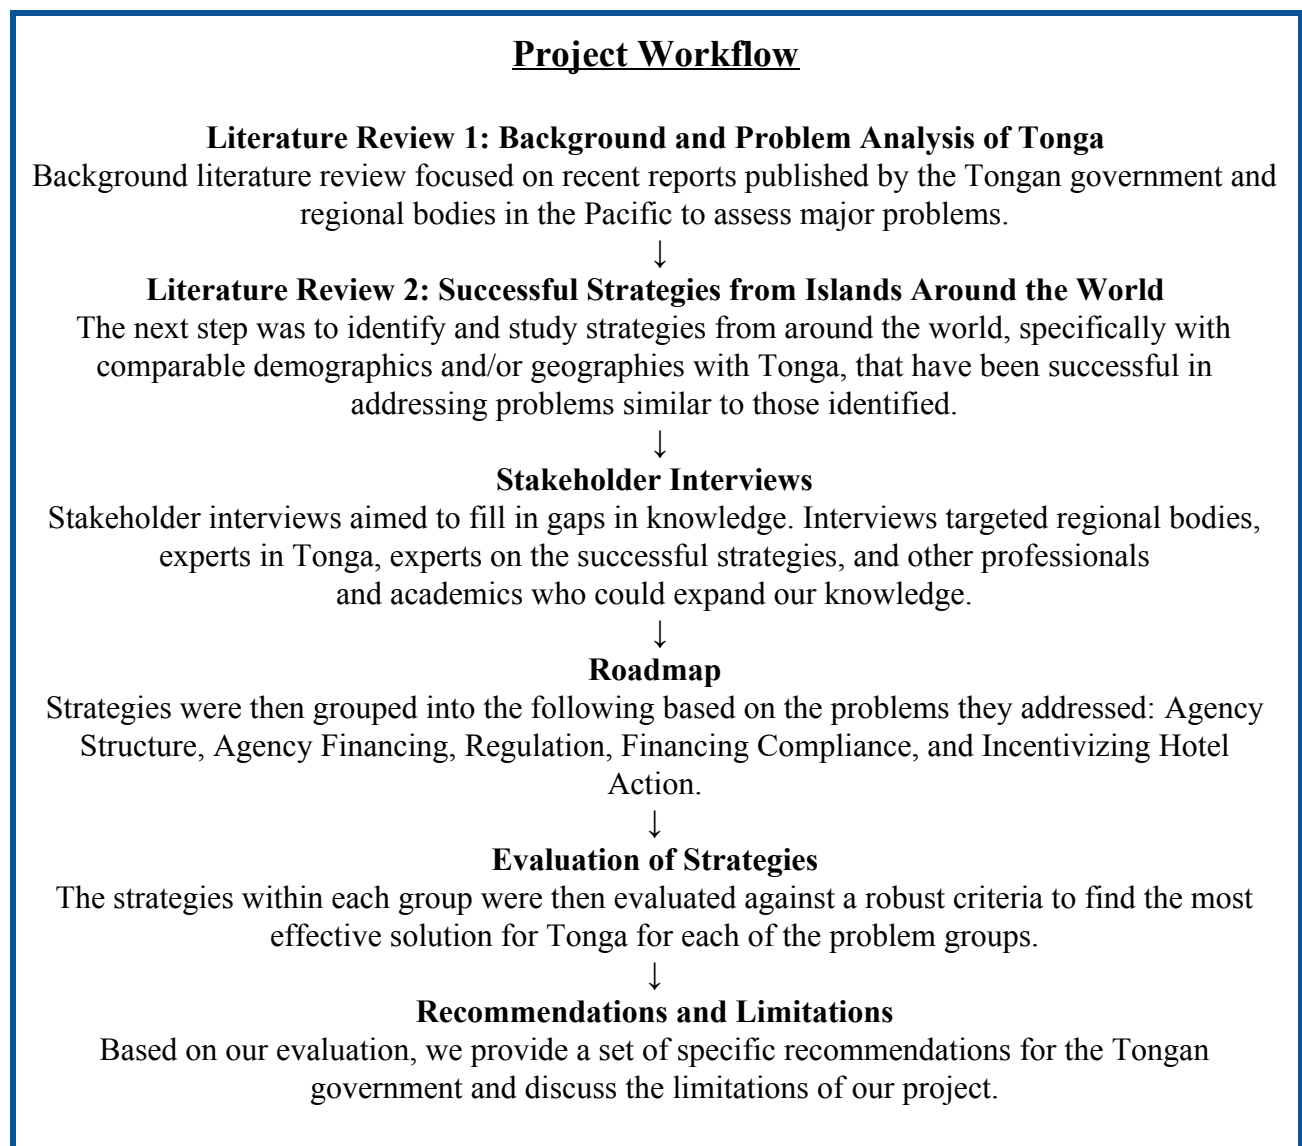 Project Workflow
Literature Review 1: Background and Problem Analysis of Tonga
Background literature review focused on recent reports published by the Tongan government and
regional bodies in the Pacific to assess major problems.
↓
Literature Review 2: Successful Strategies from Islands Around the World
The next step was to identify and study strategies from around the world, specifically with
comparable demographics and/or geographies with Tonga, that have been successful in
addressing problems similar to those identified.
↓
Stakeholder Interviews
Stakeholder interviews aimed to fill in gaps in knowledge. Interviews targeted regional bodies,
experts in Tonga, experts on the successful strategies, and other professionals
and academics who could expand our knowledge.
↓
Roadmap
Strategies were then grouped into the following based on the problems they addressed: Agency
Structure, Agency Financing, Regulation, Financing Compliance, and Incentivizing Hotel
Action.
↓
Evaluation of Strategies
The strategies within each group were then evaluated against a robust criteria to find the most
effective solution for Tonga for each of the problem groups.
↓
Recommendations and Limitations
Based on our evaluation, we provide a set of specific recommendations for the Tongan
government and discuss the limitations of our project.